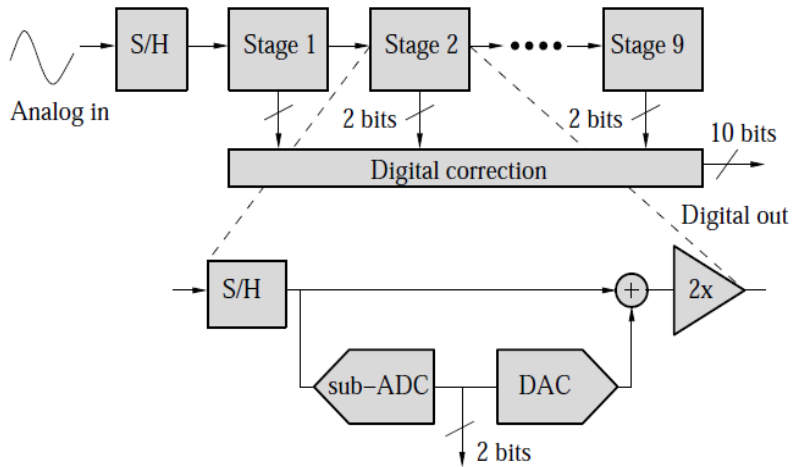 S/H
Stage 1
Stage 2
Stage 9
Analog in
2 bits
2 bits
10 bits
Digital correction
Digital out
S/H
+
2x
sub-ADC
DAC
2 bits